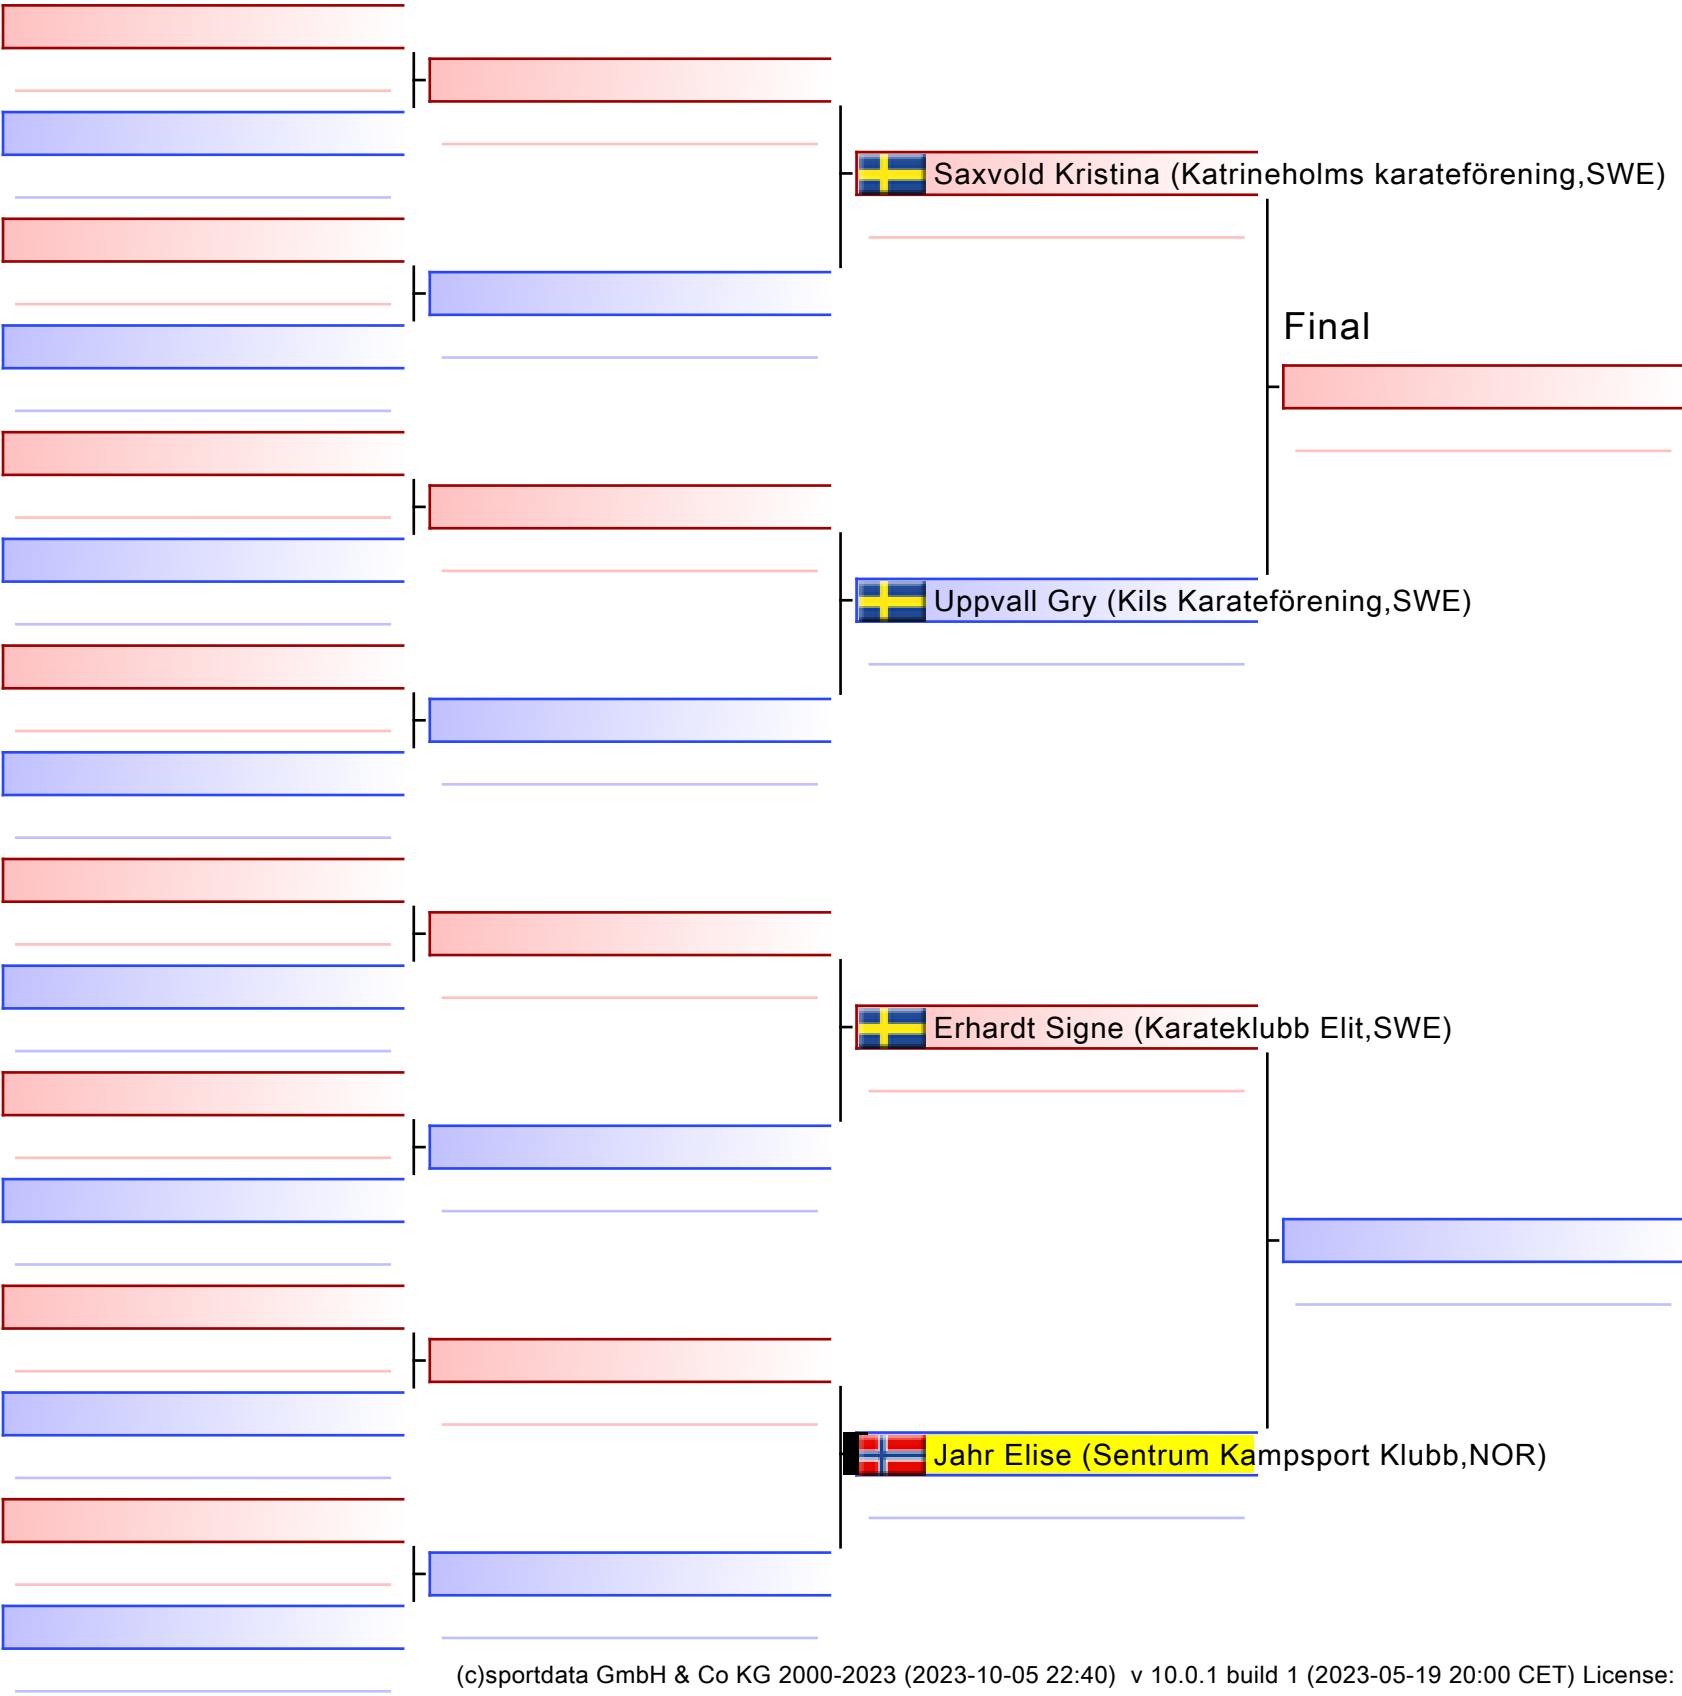 Saxvold Kristina (Katrineholms karateförening,SWE)
Final
Uppvall Gry (Kils Karateförening,SWE)
Erhardt Signe (Karateklubb Elit,SWE)
Jahr Elise (Sentrum Kampsport Klubb,NOR)
(c)sportdata GmbH & Co KG 2000-2023 (2023-10-05 22:40)  v 10.0.1 build 1 (2023-05-19 20:00 CET) License: